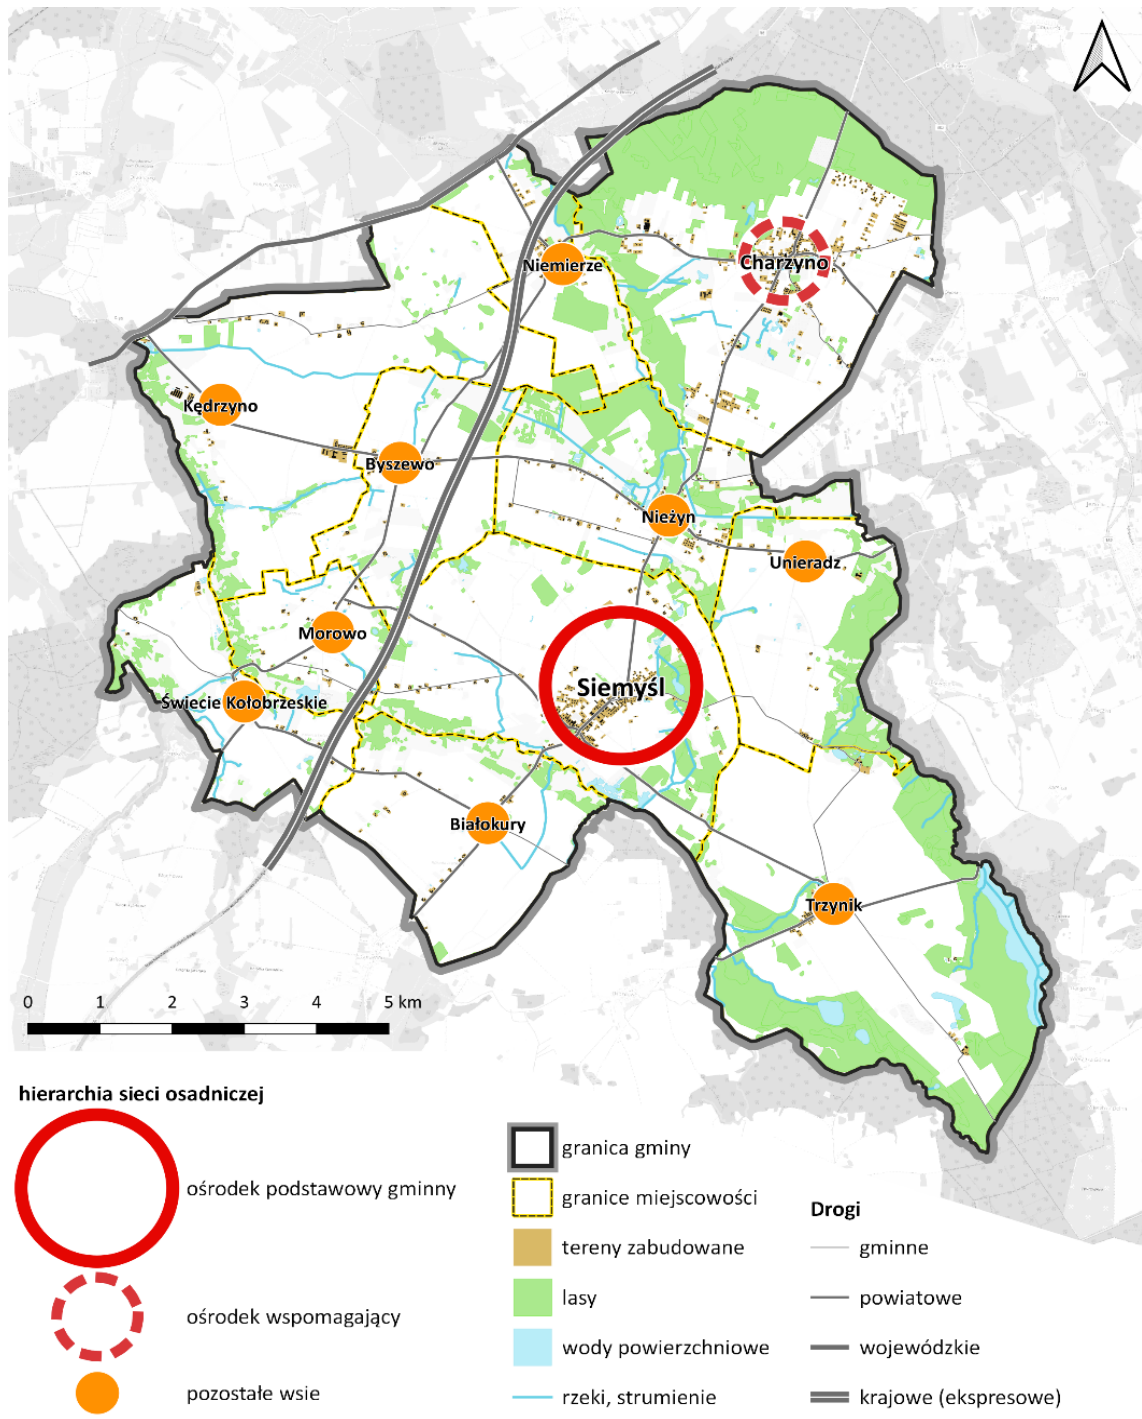 Niemierze
Charzyno
Kędrzyno
Byszewo
Nieżyn
Unieradz
Morowo
Siemyśl
Świecie Kołobrzeskie
Białokury
Trzynik
0 1 2 3 4 5 km
hierarchia sieci osadniczej
ośrodek podstawowy gminny
ośrodek wspomagający
pozostałe wsie
granica gminy
granice miejscowości
tereny zabudowane
lasy
wody powierzchniowe
rzeki, strumienie
Drogi
gminne
powiatowe
wojewódzkie
krajowe (ekspresowe)